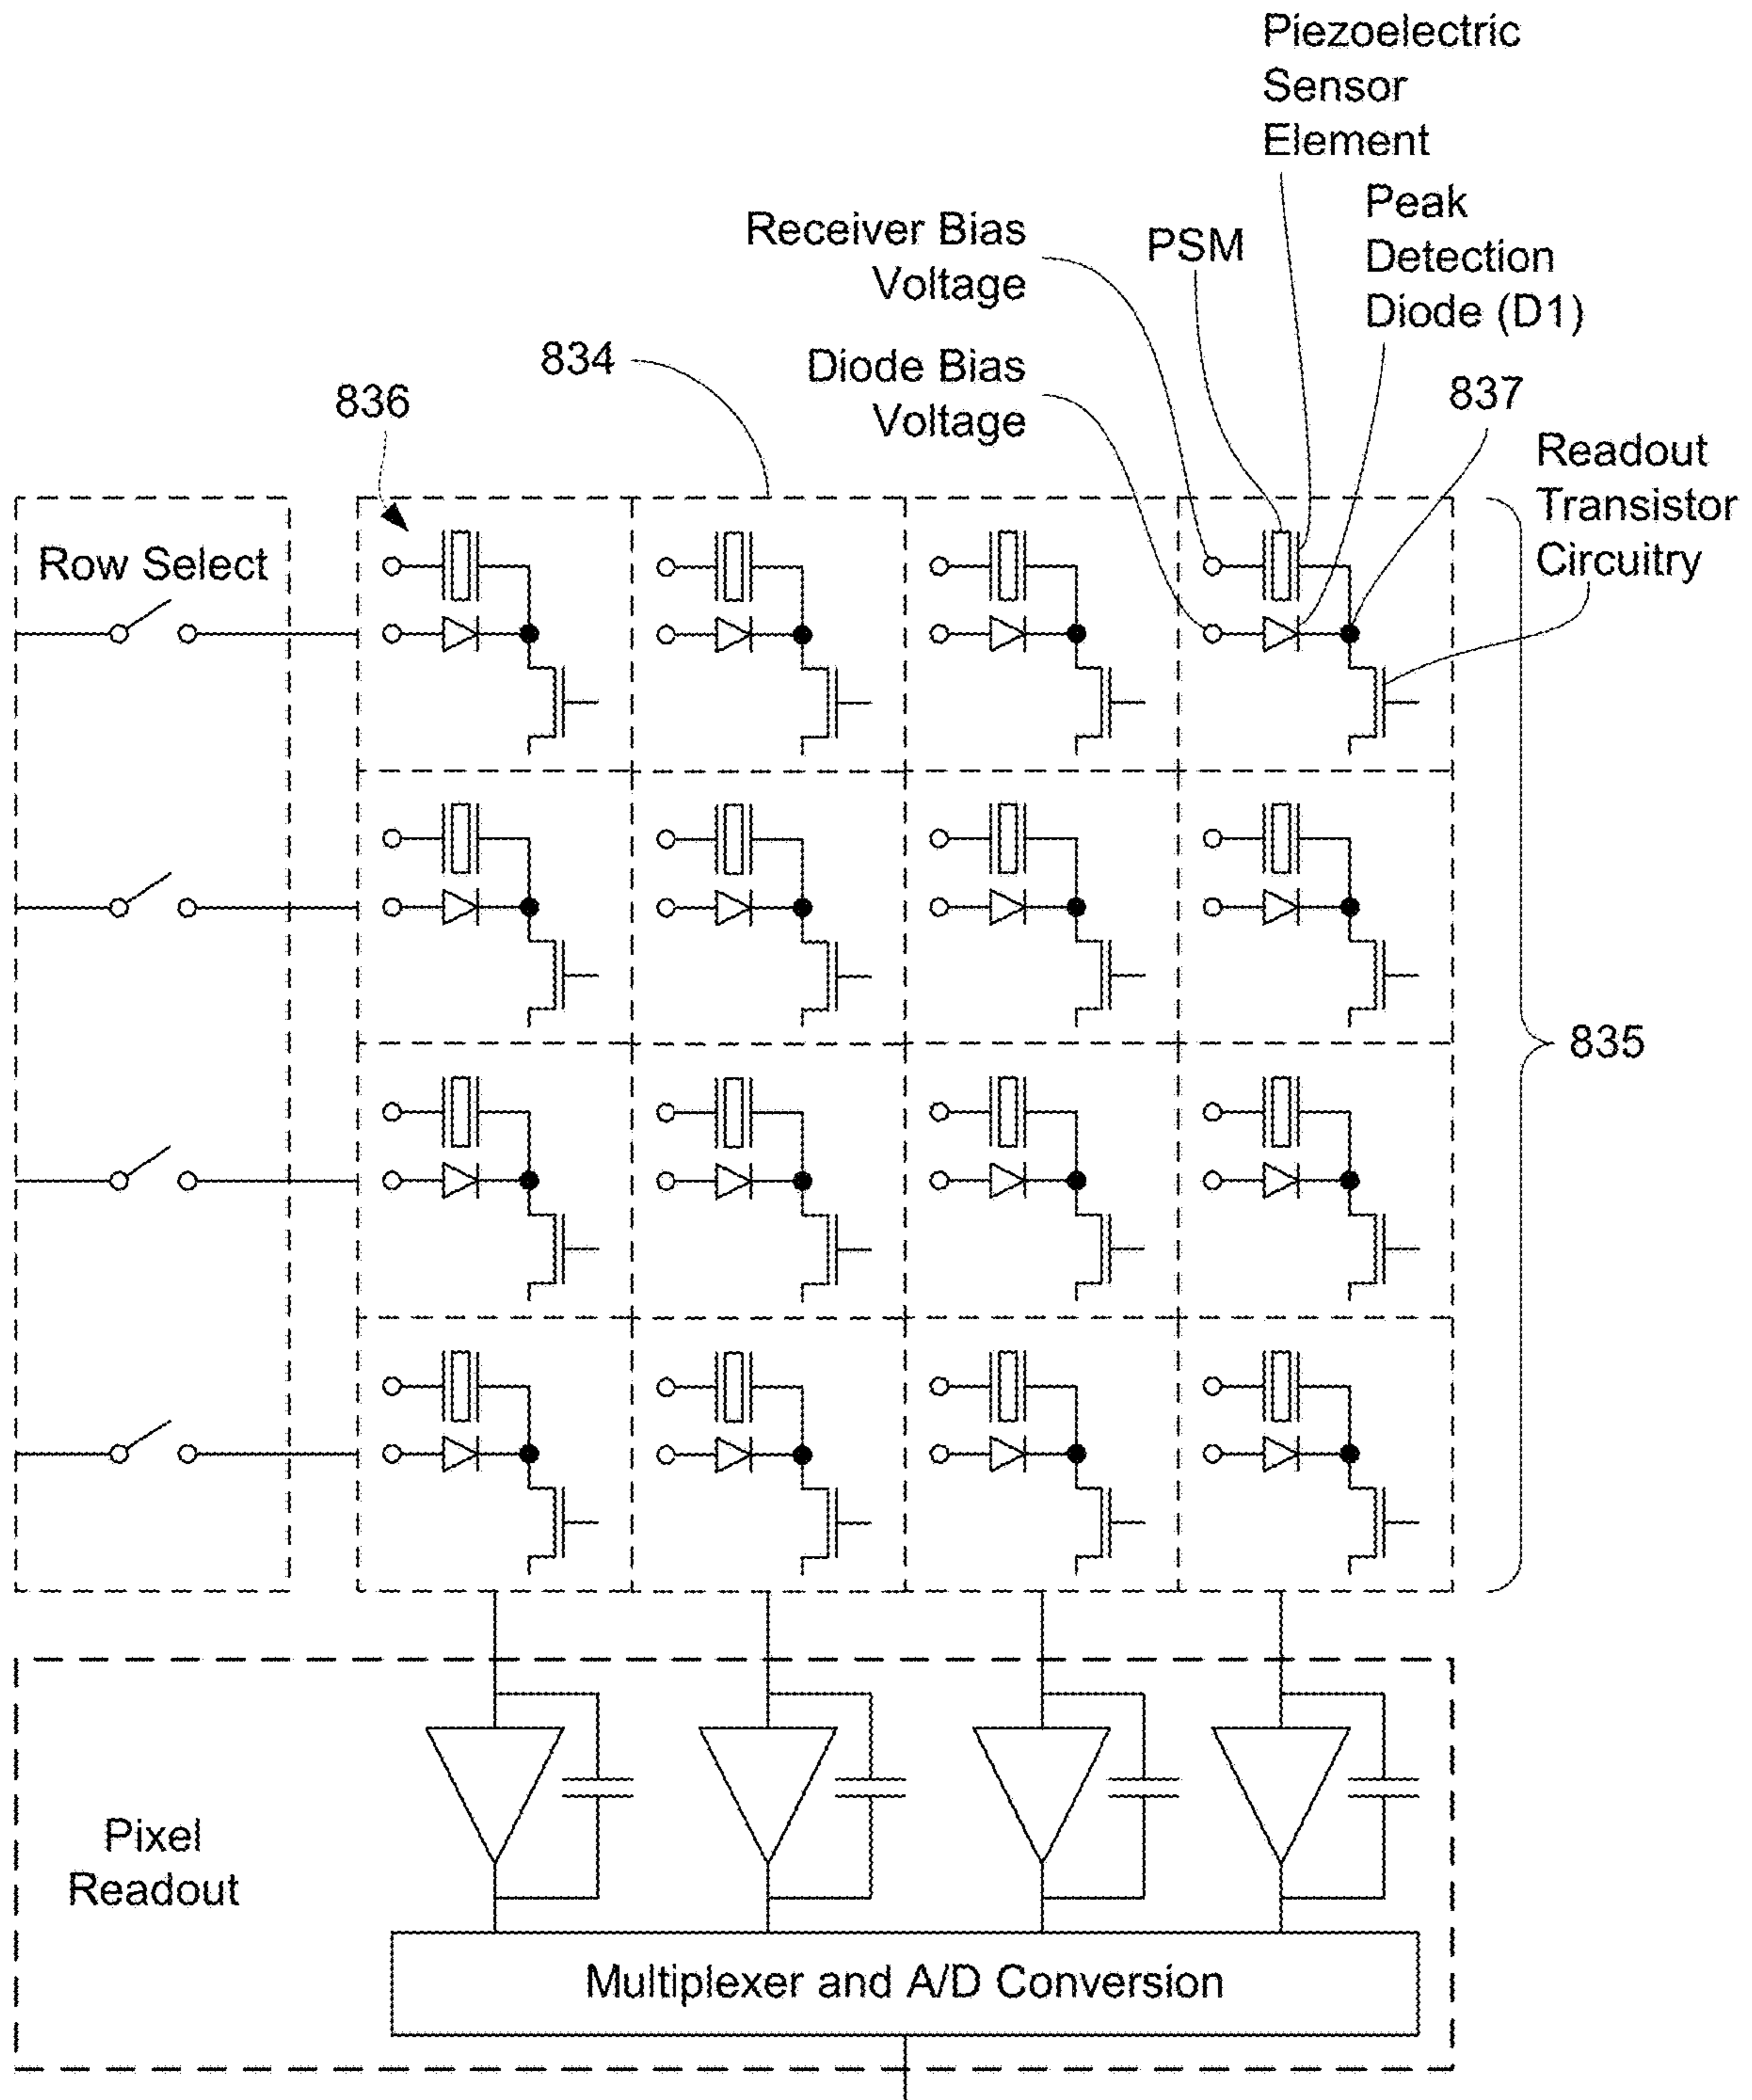 Piezoelectric
Sensor
Element
Peak
Detection
Diode (D1)
Receiver Bias
Voltage
PSM
834
Diode Bias
Voltage
836
837
Readout
Transistor
Circuitry
Row Select
835
Pixel
Readout
Multiplexer and A/D Conversion